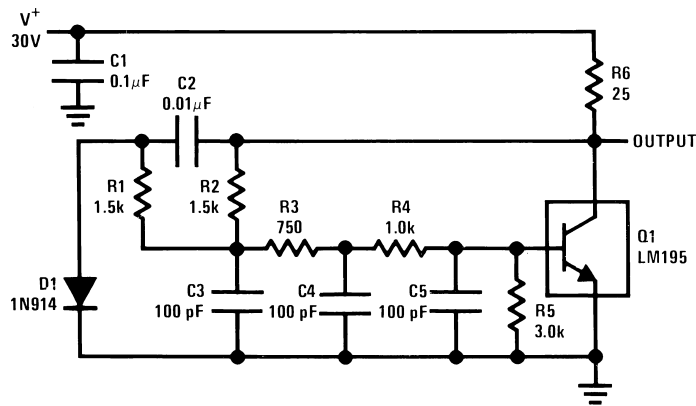 V+
30V
C1
0.1μF
C2
0.01μF
R6
25
OUTPUT
R1
1.5k
R2
1.5k
R3
750
R4
1.0k
Q1
LM195
D1
1N914
C3
100 pF
C4
100 pF
C5
100 pF
R5
3.0k